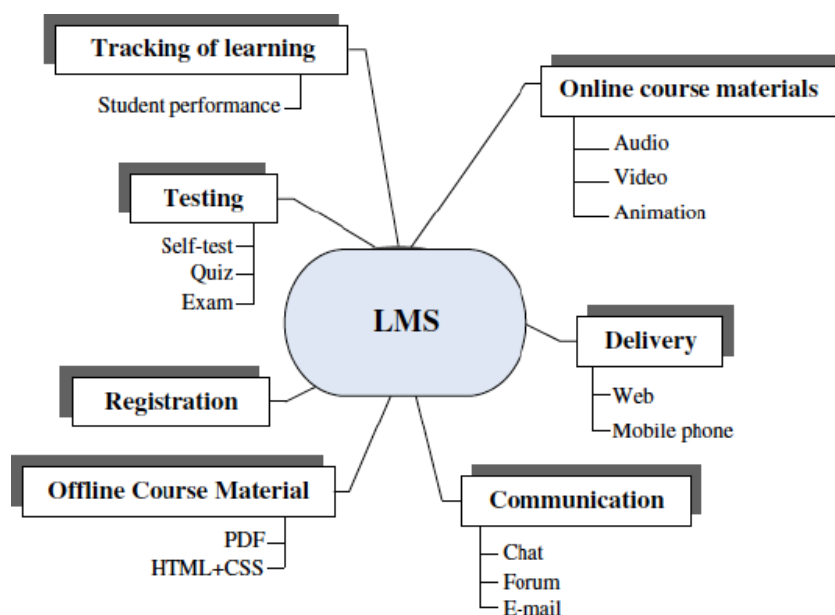 Tracking of learning
Student performance
Online course materials
Audio
Video
Animation
Testing
Self-test
Quiz
Exam
LMS
Delivery
Web
Mobile phone
Registration
Offline Course Material
PDF
HTML+CSS
Communication
Chat
Forum
E-mail